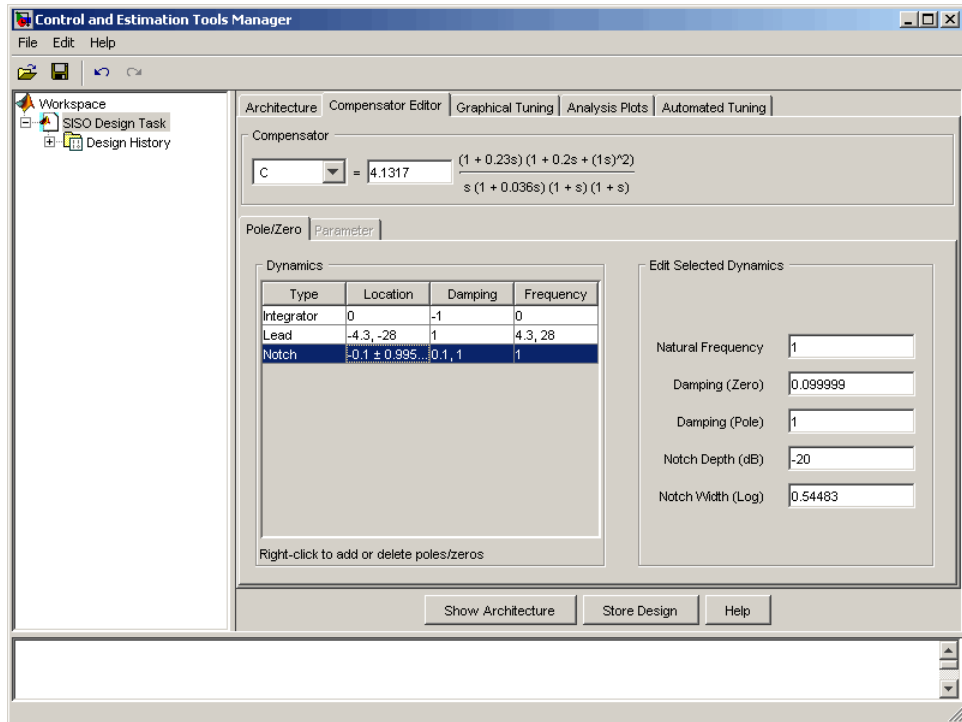 Control and Estimation Tools Manager
File Edit Help
Workspace
SISO Design Task
Design History
Architecture Compensator Editor Graphical Tuning Analysis Plots Automated Tuning
Compensator
C = 4.1317
(1 + 0.23s) (1 + 0.2s + (1s)^2)
s (1 + 0.036s) (1 + s) (1 + s)
Pole/Zero Parameter
Dynamics
Type Location Damping Frequency
Integrator 0 -1 0
Lead -4.3, -28 1 4.3, 28
Notch -0.1 ± 0.995... 0.1, 1 1
Right-click to add or delete poles/zeros
Edit Selected Dynamics
Natural Frequency 1
Damping (Zero) 0.099999
Damping (Pole) 1
Notch Depth (dB) -20
Notch Width (Log) 0.54483
Show Architecture Store Design Help